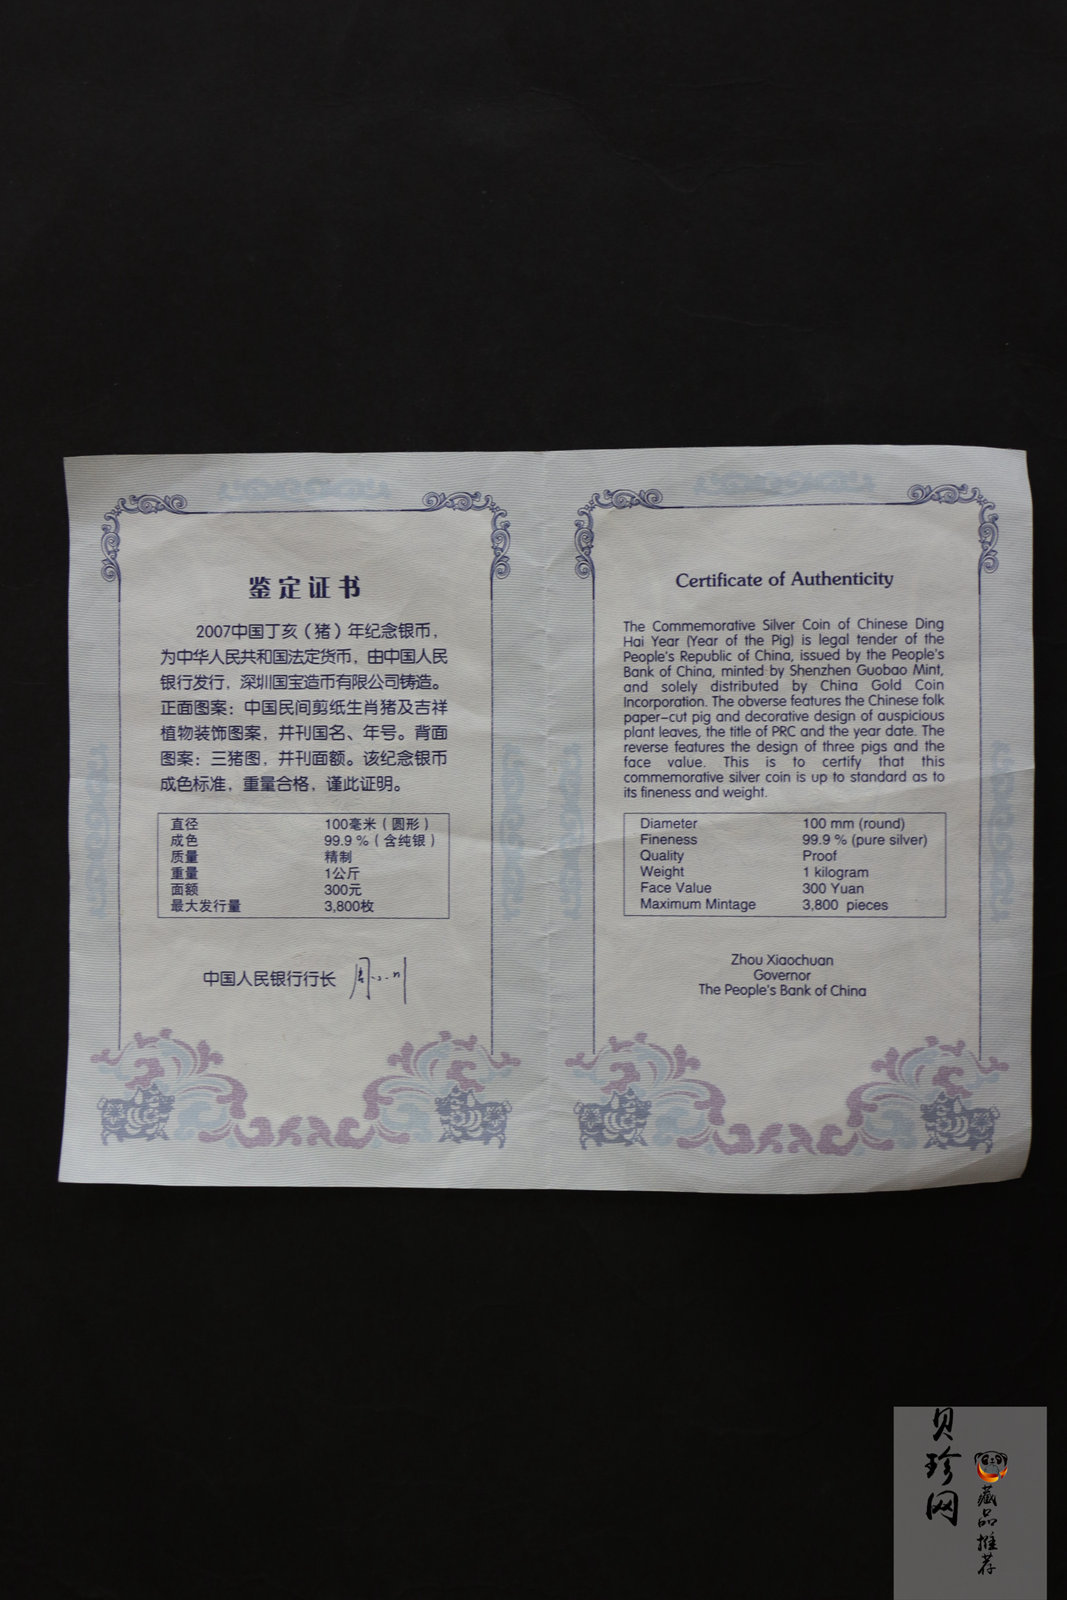 鉴定证书
2007中国丁亥（猪）年纪念银币，
为中华人民共和国法定货币，由中国人民
银行发行，深圳国宝造币有限公司铸造。
正面图案：中国民间剪纸生肖猪及吉祥
植物装饰图案，并刊国名、年号。背面
图案：三猪图，并刊面额。该纪念银币
成色标准，重量合格，谨此证明。
直径 100毫米（圆形）
成色 99.9％（含纯银）
质量 精制
重量 1公斤
面额 300元
最大发行量 3,800枚
中国人民银行行长 周小川
Certificate of Authenticity
The Commemorative Silver Coin of Chinese Ding
Hai Year (Year of the Pig) is legal tender of the
People's Republic of China, issued by the People's
Bank of China, minted by Shenzhen Guobao Mint,
and solely distributed by China Gold Coin
Incorporation. The obverse features the Chinese folk
paper-cut pig and decorative design of auspicious
plant leaves, the title of PRC and the year date. The
reverse features the design of three pigs and the
face value. This is to certify that this
commemorative silver coin is up to standard as to
its fineness and weight.
Diameter 100 mm (round)
Fineness 99.9 % (pure silver)
Quality Proof
Weight 1 kilogram
Face Value 300 Yuan
Maximum Mintage 3,800 pieces
Zhou Xiaochuan
Governor
The People's Bank of China
贝珍网
藏品推荐